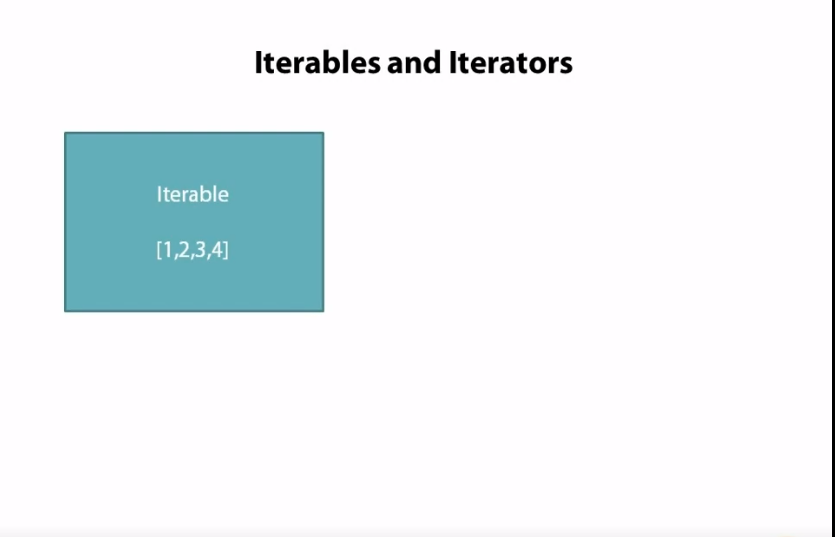 Iterables and Iterators
Iterable
[1,2,3,4]